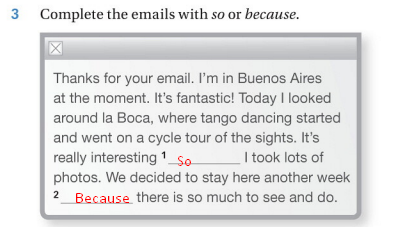 3 Complete the emails with so or because.
Thanks for your email. I'm in Buenos Aires
at the moment. It's fantastic! Today I looked
around la Boca, where tango dancing started
and went on a cycle tour of the sights. It's
really interesting 1 So I took lots of
photos. We decided to stay here another week
2 Because there is so much to see and do.